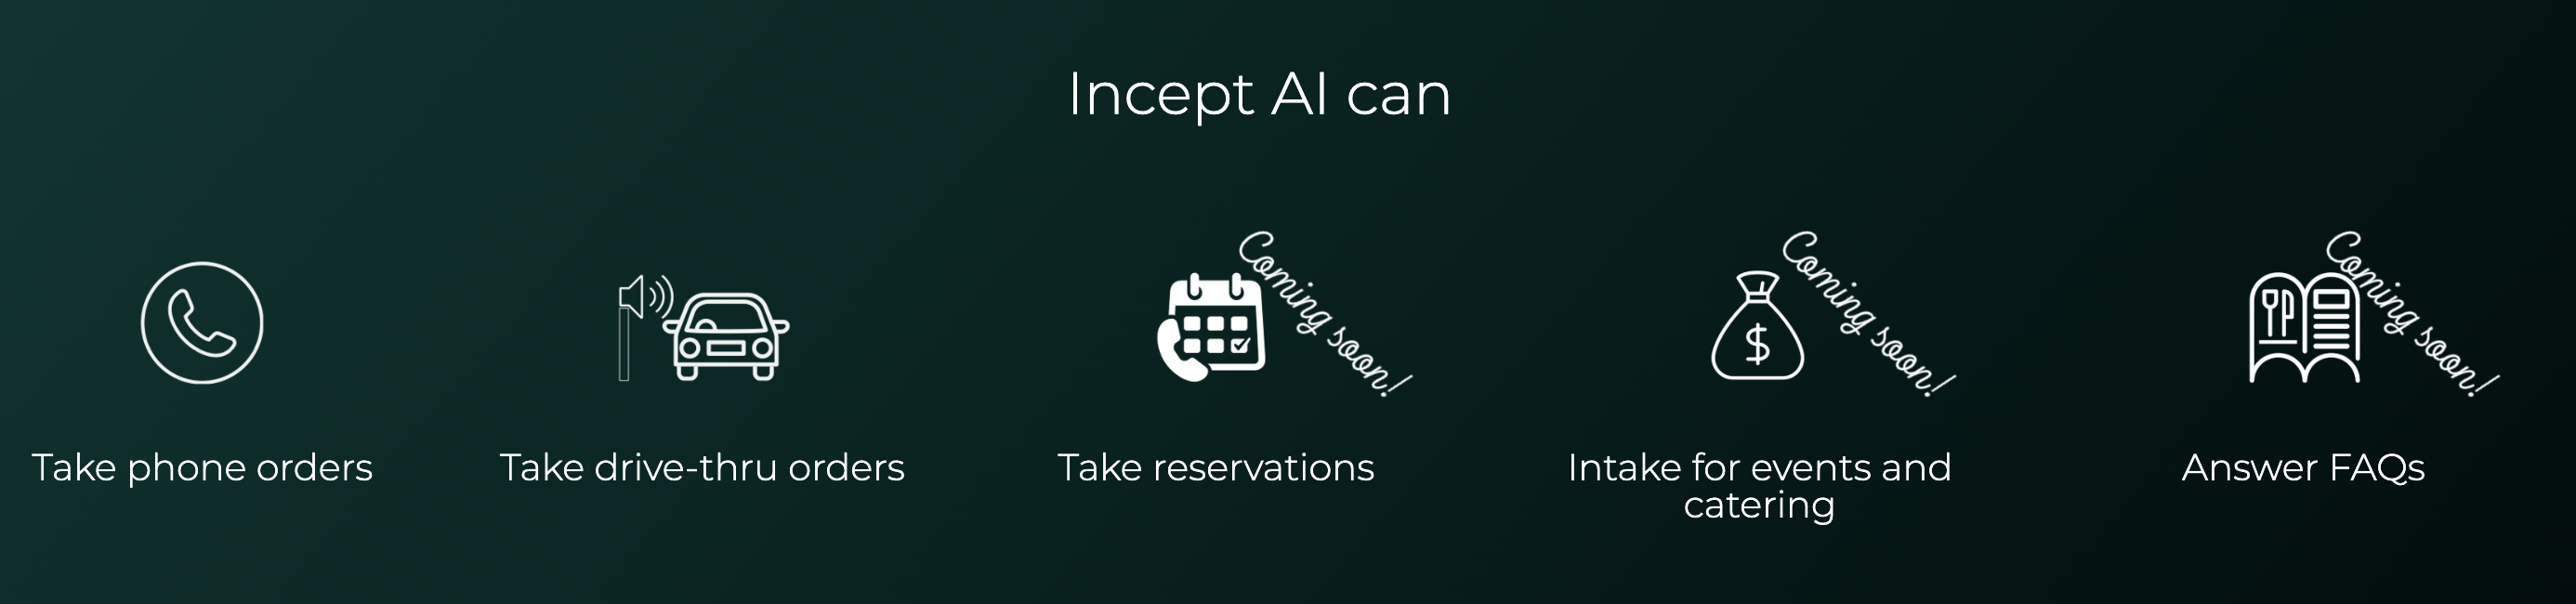 Incept AI can
Coming soon!
Coming soon!
Coming soon!
Take phone orders
Take drive-thru orders
Take reservations
Intake for events and
catering
Answer FAQs